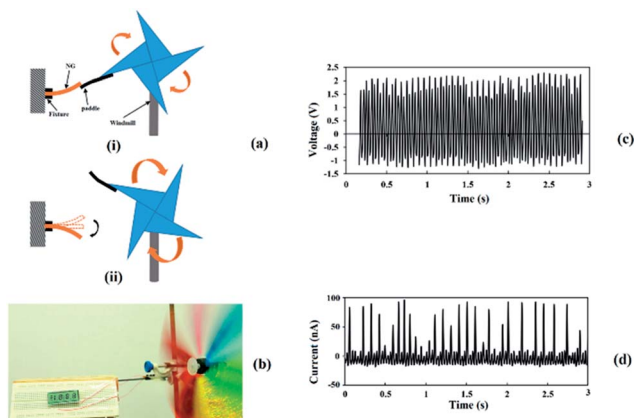 NG
Fixture
paddle
Windmill
(i)
(a)
(ii)
(b)
Voltage (V)
2.5
2
1.5
1
0.5
0
-0.5
-1
-1.5
0
0.5
1
1.5
2
2.5
3
Time (s)
(c)
Current (nA)
100
50
0
-50
0
0.5
1
1.5
2
2.5
3
Time (s)
(d)